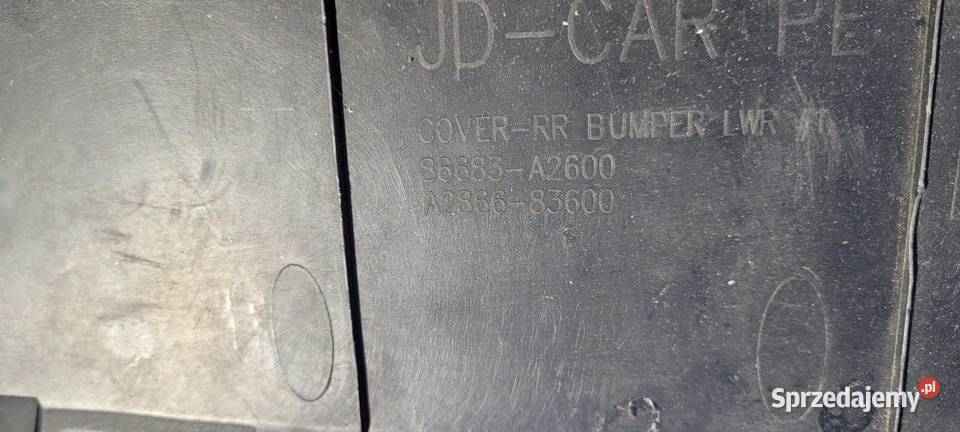 JD-CAR PE
COVER-RR BUMPER LWR
86683-A2600
A2866-83600
Sprzedajemy.pl